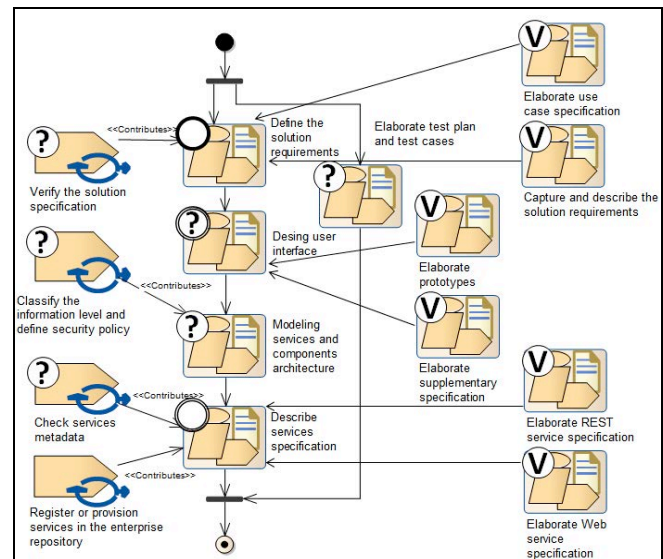 V
Elaborate use
case specification
<<Contributes>>
Define the
solution
requirements
Elaborate test plan
and test cases
?
Verify the solution
specification
?
V
Capture and describe the
solution requirements
?
Desing user
interface
V
Elaborate
prototypes
?
Classify the
information level and
define security policy
<<Contributes>>
?
Modeling
services and
components
architecture
V
Elaborate
supplementary
specification
?
Check services
metadata
<<Contributes>>
Describe
services
specification
V
Elaborate REST
service specification
<<Contributes>>
Register or provision
services in the enterprise
repository
V
Elaborate Web
service
specification